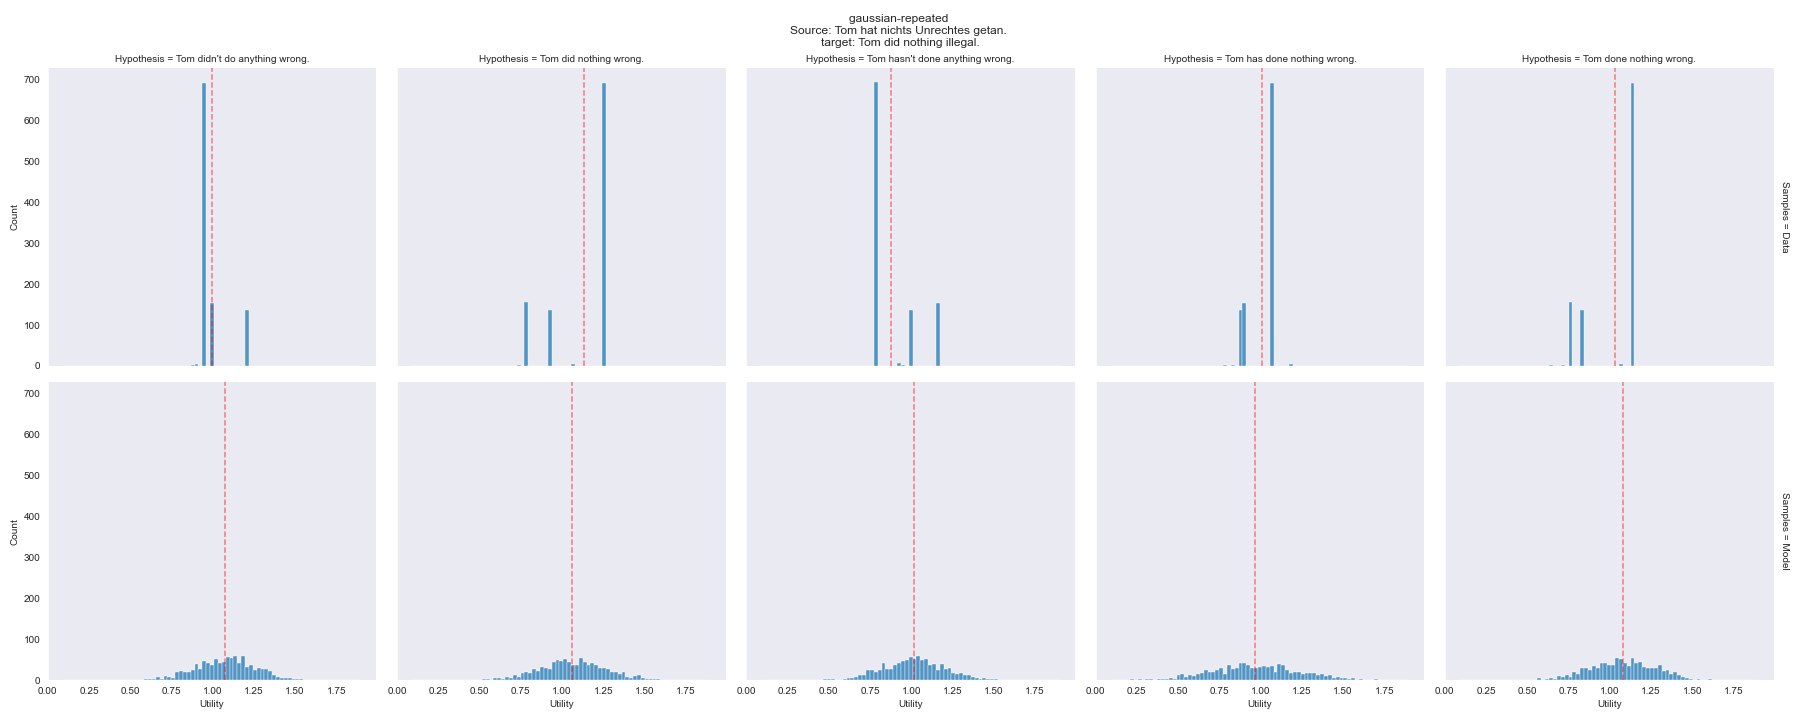 gaussian-repeated
Source: Tom hat nichts Unrechtes getan.
target: Tom did nothing illegal.
Hypothesis = Tom didn't do anything wrong.
Hypothesis = Tom did nothing wrong.
Hypothesis = Tom hasn't done anything wrong.
Hypothesis = Tom has done nothing wrong.
Hypothesis = Tom done nothing wrong.
700
600
500
400
300
200
100
0
Count
Samples = Data
700
600
500
400
300
200
100
0
Count
Samples = Model
0.00 0.25 0.50 0.75 1.00 1.25 1.50 1.75
0.00 0.25 0.50 0.75 1.00 1.25 1.50 1.75
0.00 0.25 0.50 0.75 1.00 1.25 1.50 1.75
0.00 0.25 0.50 0.75 1.00 1.25 1.50 1.75
0.00 0.25 0.50 0.75 1.00 1.25 1.50 1.75
Utility
Utility
Utility
Utility
Utility